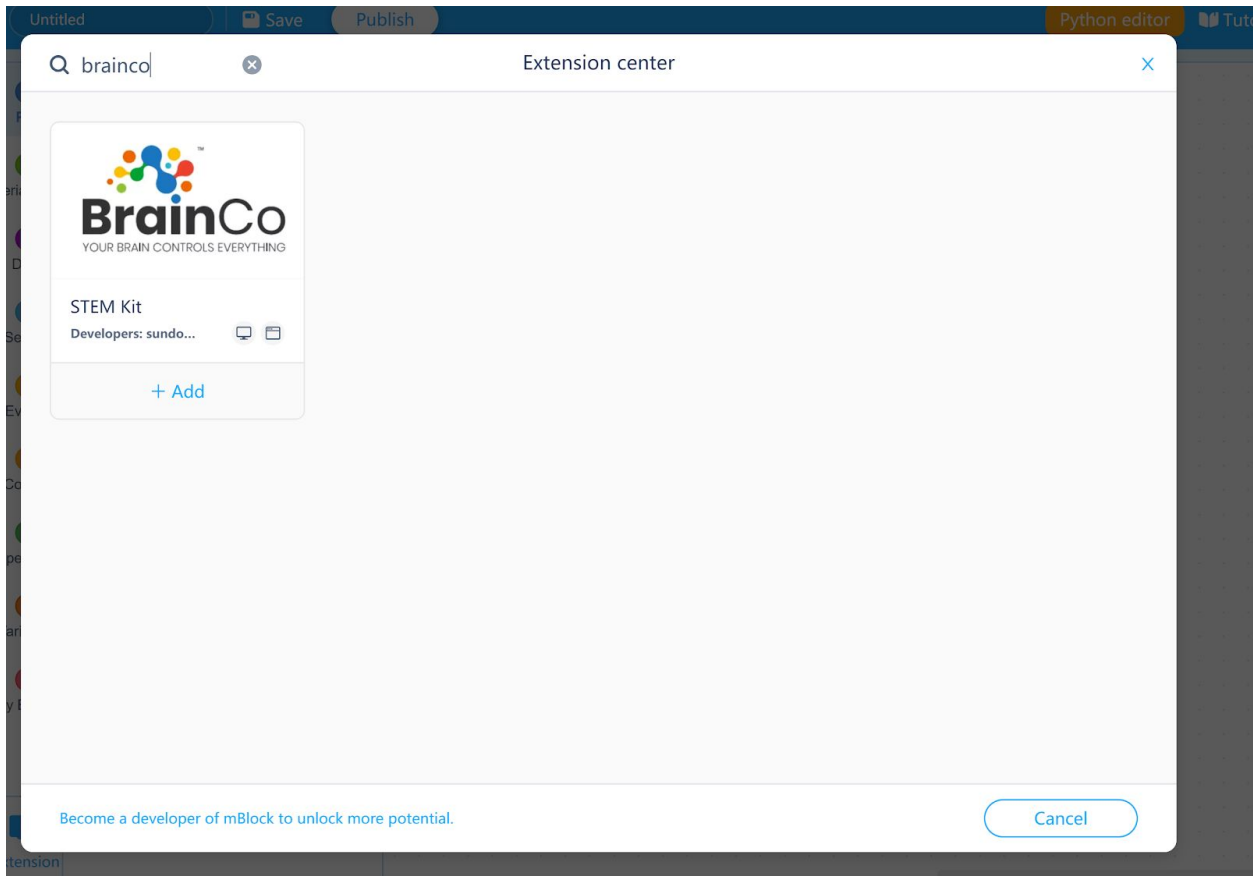 Untitled
Save
Publish
Python editor
brainco
Extension center
X
BrainCo
™
YOUR BRAIN CONTROLS EVERYTHING
STEM Kit
Developers: sundo...
+ Add
Become a developer of mBlock to unlock more potential.
Cancel